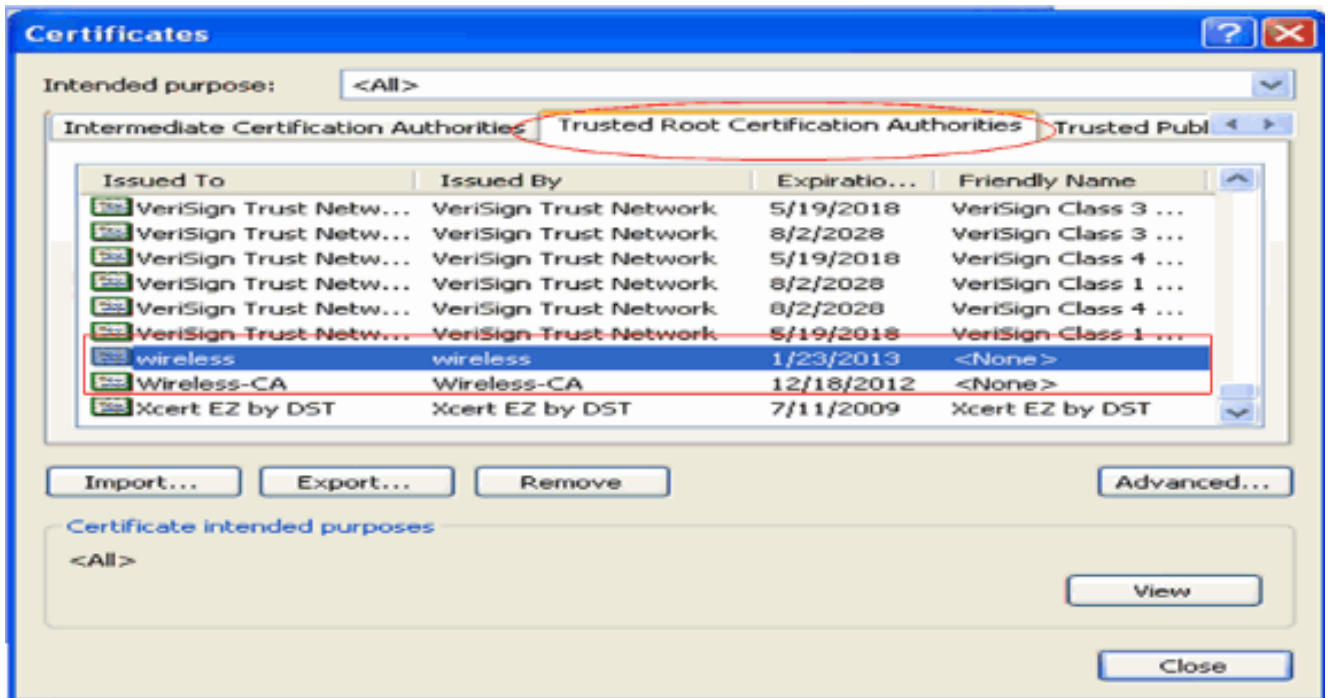 Certificates
Intended purpose: <All>
Intermediate Certification Authorities Trusted Root Certification Authorities Trusted Publ
Issued To Issued By Expiratio... Friendly Name
VeriSign Trust Netw... VeriSign Trust Network 5/19/2018 VeriSign Class 3 ...
VeriSign Trust Netw... VeriSign Trust Network 8/2/2028 VeriSign Class 3 ...
VeriSign Trust Netw... VeriSign Trust Network 5/19/2018 VeriSign Class 4 ...
VeriSign Trust Netw... VeriSign Trust Network 8/2/2028 VeriSign Class 1 ...
VeriSign Trust Netw... VeriSign Trust Network 8/2/2028 VeriSign Class 4 ...
VeriSign Trust Netw... VeriSign Trust Network 5/19/2018 VeriSign Class 1 ...
wireless wireless 1/23/2013 <None>
Wireless-CA Wireless-CA 12/18/2012 <None>
Xcert EZ by DST Xcert EZ by DST 7/11/2009 Xcert EZ by DST
Import... Export... Remove Advanced...
Certificate intended purposes
<All>
View
Close